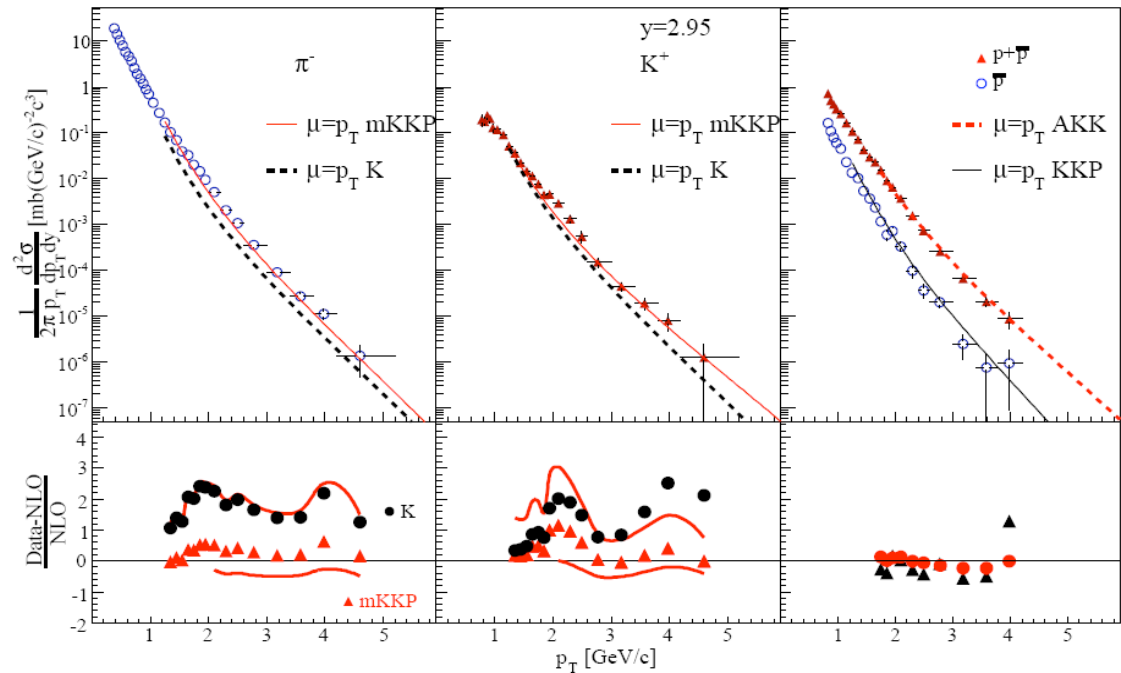 y=2.95
π⁻
K⁺
p+p̅
p̅
μ=p_T mKKP
μ=p_T K
μ=p_T mKKP
μ=p_T K
μ=p_T AKK
μ=p_T KKP
1/(2π p_T) d²σ/(dp_T dy) [mb(GeV/c)⁻²c³]
10
1
10⁻¹
10⁻²
10⁻³
10⁻⁴
10⁻⁵
10⁻⁶
10⁻⁷
Data-NLO/NLO
4
3
2
1
0
-1
-2
K
mKKP
1 2 3 4 5
1 2 3 4 5
1 2 3 4 5
p_T [GeV/c]